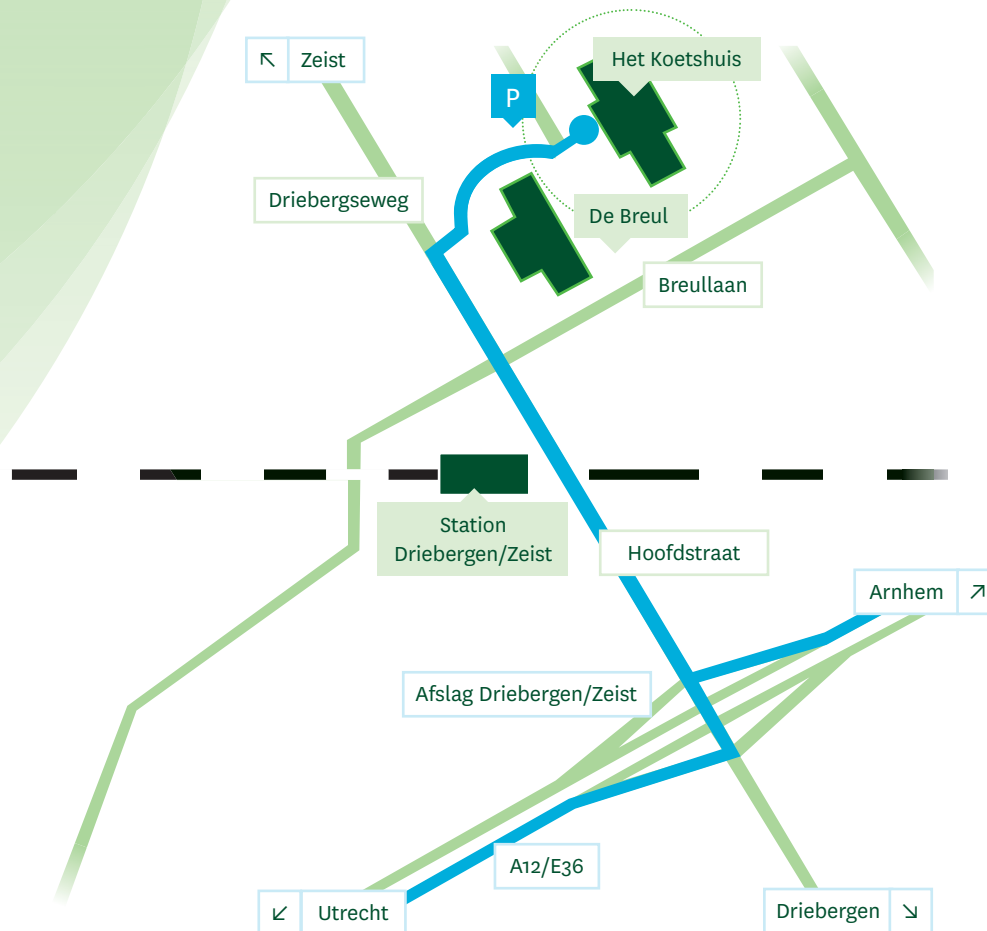 ↖ Zeist
Het Koetshuis
P
Driebergseweg
De Breul
Breullaan
Station
Driebergen/Zeist
Hoofdstraat
Arnhem ↗
Afslag Driebergen/Zeist
A12/E36
↙ Utrecht
Driebergen ↘